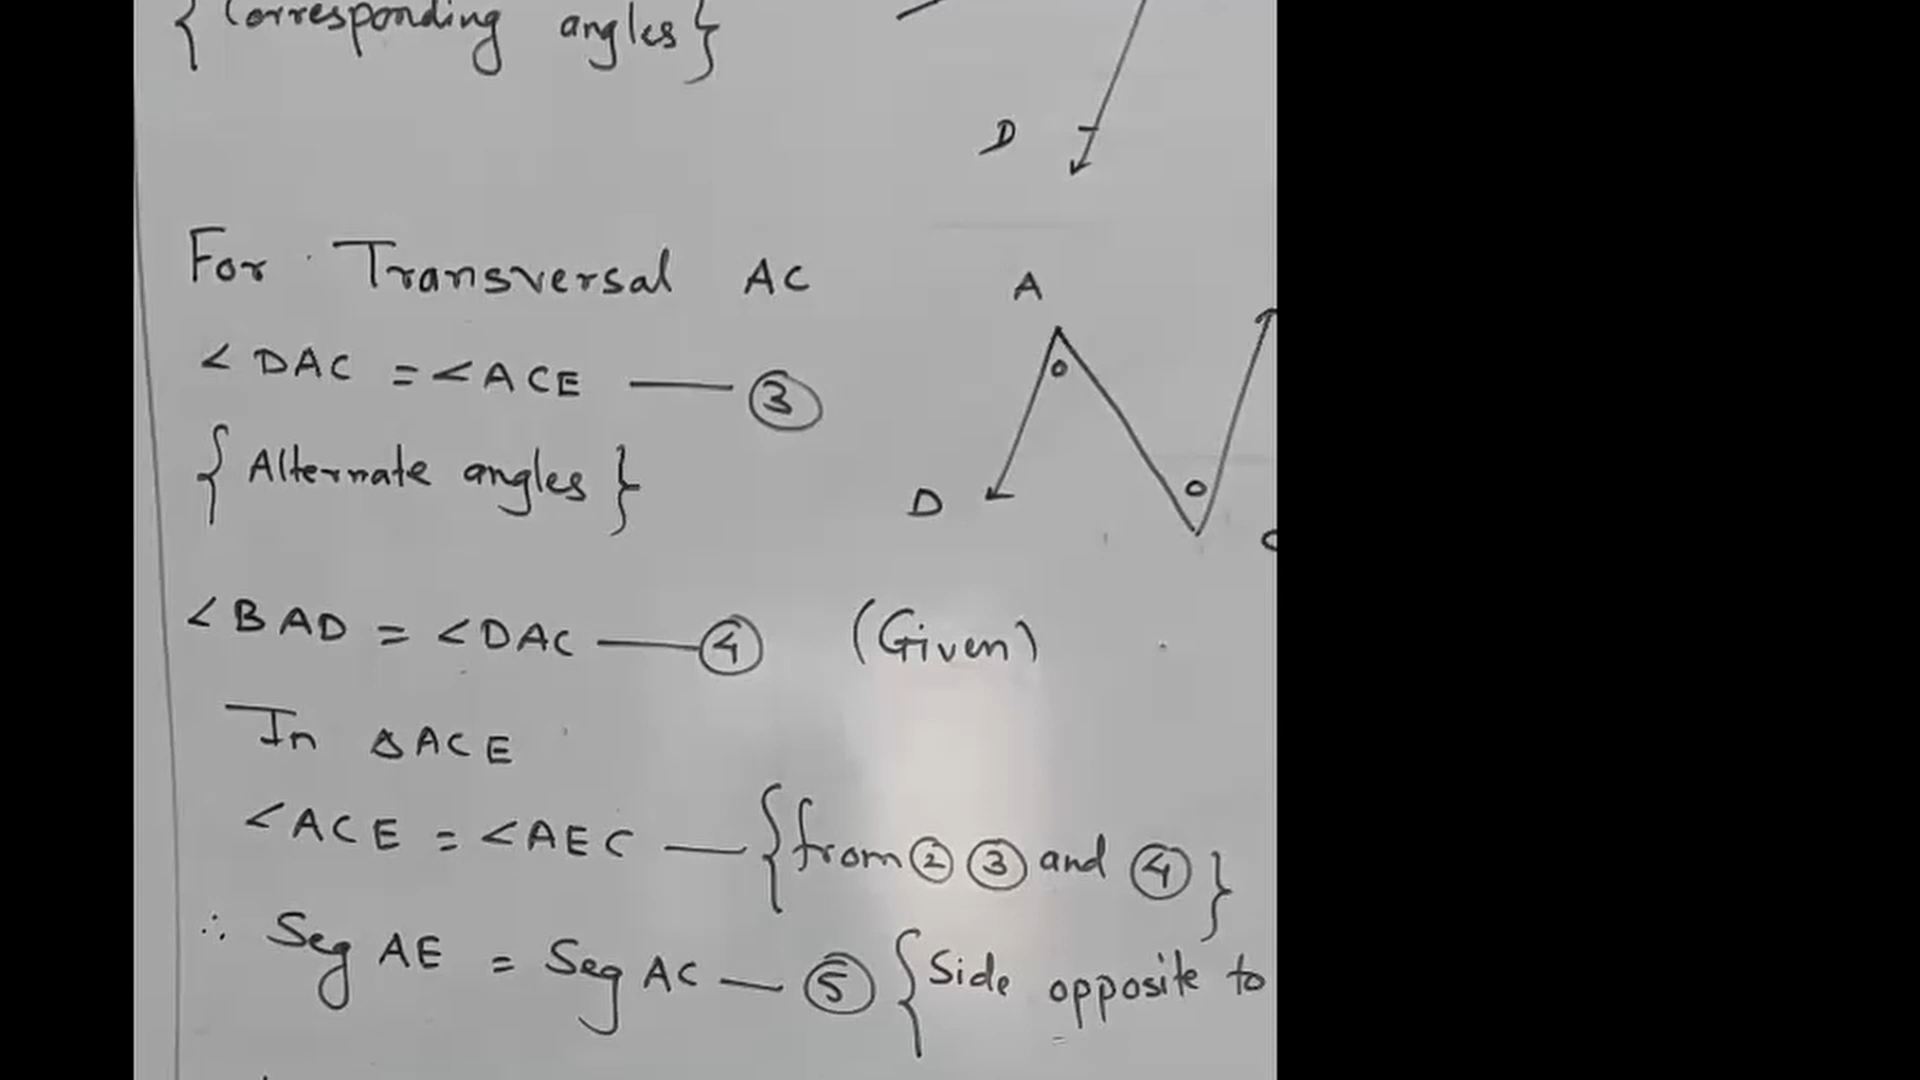 {Corresponding angles}
D
For Transversal AC
A
<DAC = <ACE — ③
{Alternate angles}
D
C
<BAD = <DAC — ④ (Given)
In △ACE
<ACE = <AEC — {from ② ③ and ④}
∴ Seg AE = Seg AC — ⑤ {Side opposite to